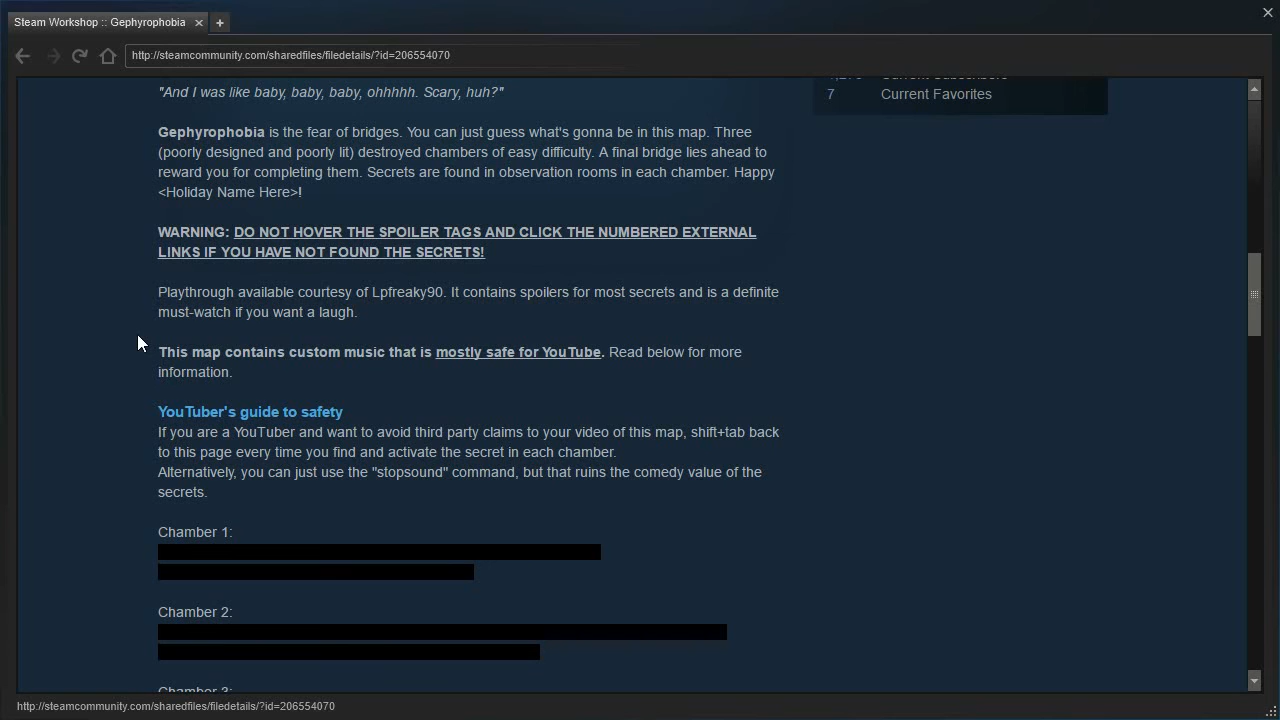 Steam Workshop :: Gephyrophobia
http://steamcommunity.com/sharedfiles/filedetails/?id=206554070
Current Subscribers
7 Current Favorites
"And I was like baby, baby, baby, ohhhhh. Scary, huh?"
Gephyrophobia is the fear of bridges. You can just guess what's gonna be in this map. Three
(poorly designed and poorly lit) destroyed chambers of easy difficulty. A final bridge lies ahead to
reward you for completing them. Secrets are found in observation rooms in each chamber. Happy
<Holiday Name Here>!
WARNING: DO NOT HOVER THE SPOILER TAGS AND CLICK THE NUMBERED EXTERNAL
LINKS IF YOU HAVE NOT FOUND THE SECRETS!
Playthrough available courtesy of Lpfreaky90. It contains spoilers for most secrets and is a definite
must-watch if you want a laugh.
This map contains custom music that is mostly safe for YouTube. Read below for more
information.
YouTuber's guide to safety
If you are a YouTuber and want to avoid third party claims to your video of this map, shift+tab back
to this page every time you find and activate the secret in each chamber.
Alternatively, you can just use the "stopsound" command, but that ruins the comedy value of the
secrets.
Chamber 1:
Chamber 2:
Chamber 3:
http://steamcommunity.com/sharedfiles/filedetails/?id=206554070